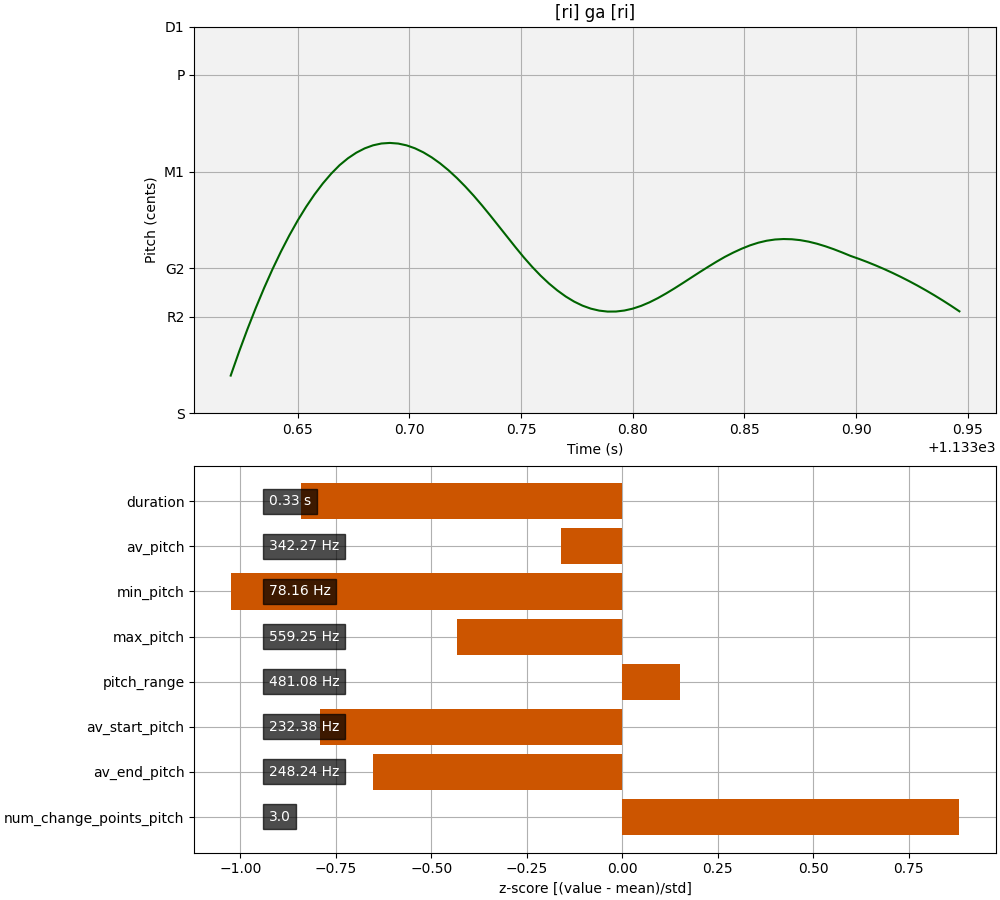 [ri] ga [ri]
D1
P
M1
G2
R2
S
Pitch (cents)
0.65 0.70 0.75 0.80 0.85 0.90 0.95
Time (s)
+1.133e3
duration 0.33 s
av_pitch 342.27 Hz
min_pitch 78.16 Hz
max_pitch 559.25 Hz
pitch_range 481.08 Hz
av_start_pitch 232.38 Hz
av_end_pitch 248.24 Hz
num_change_points_pitch 3.0
−1.00 −0.75 −0.50 −0.25 0.00 0.25 0.50 0.75
z-score [(value - mean)/std]